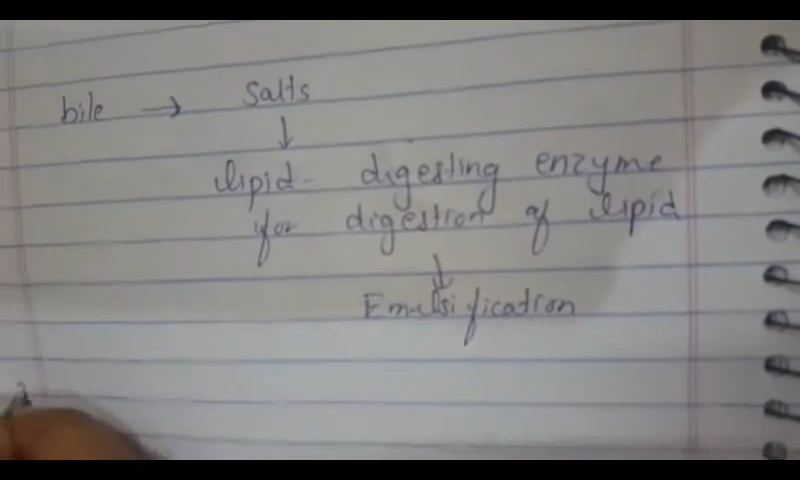 bile → Salts
↓
lipid - digesting enzyme
for digestion of lipid
↓
Emulsification